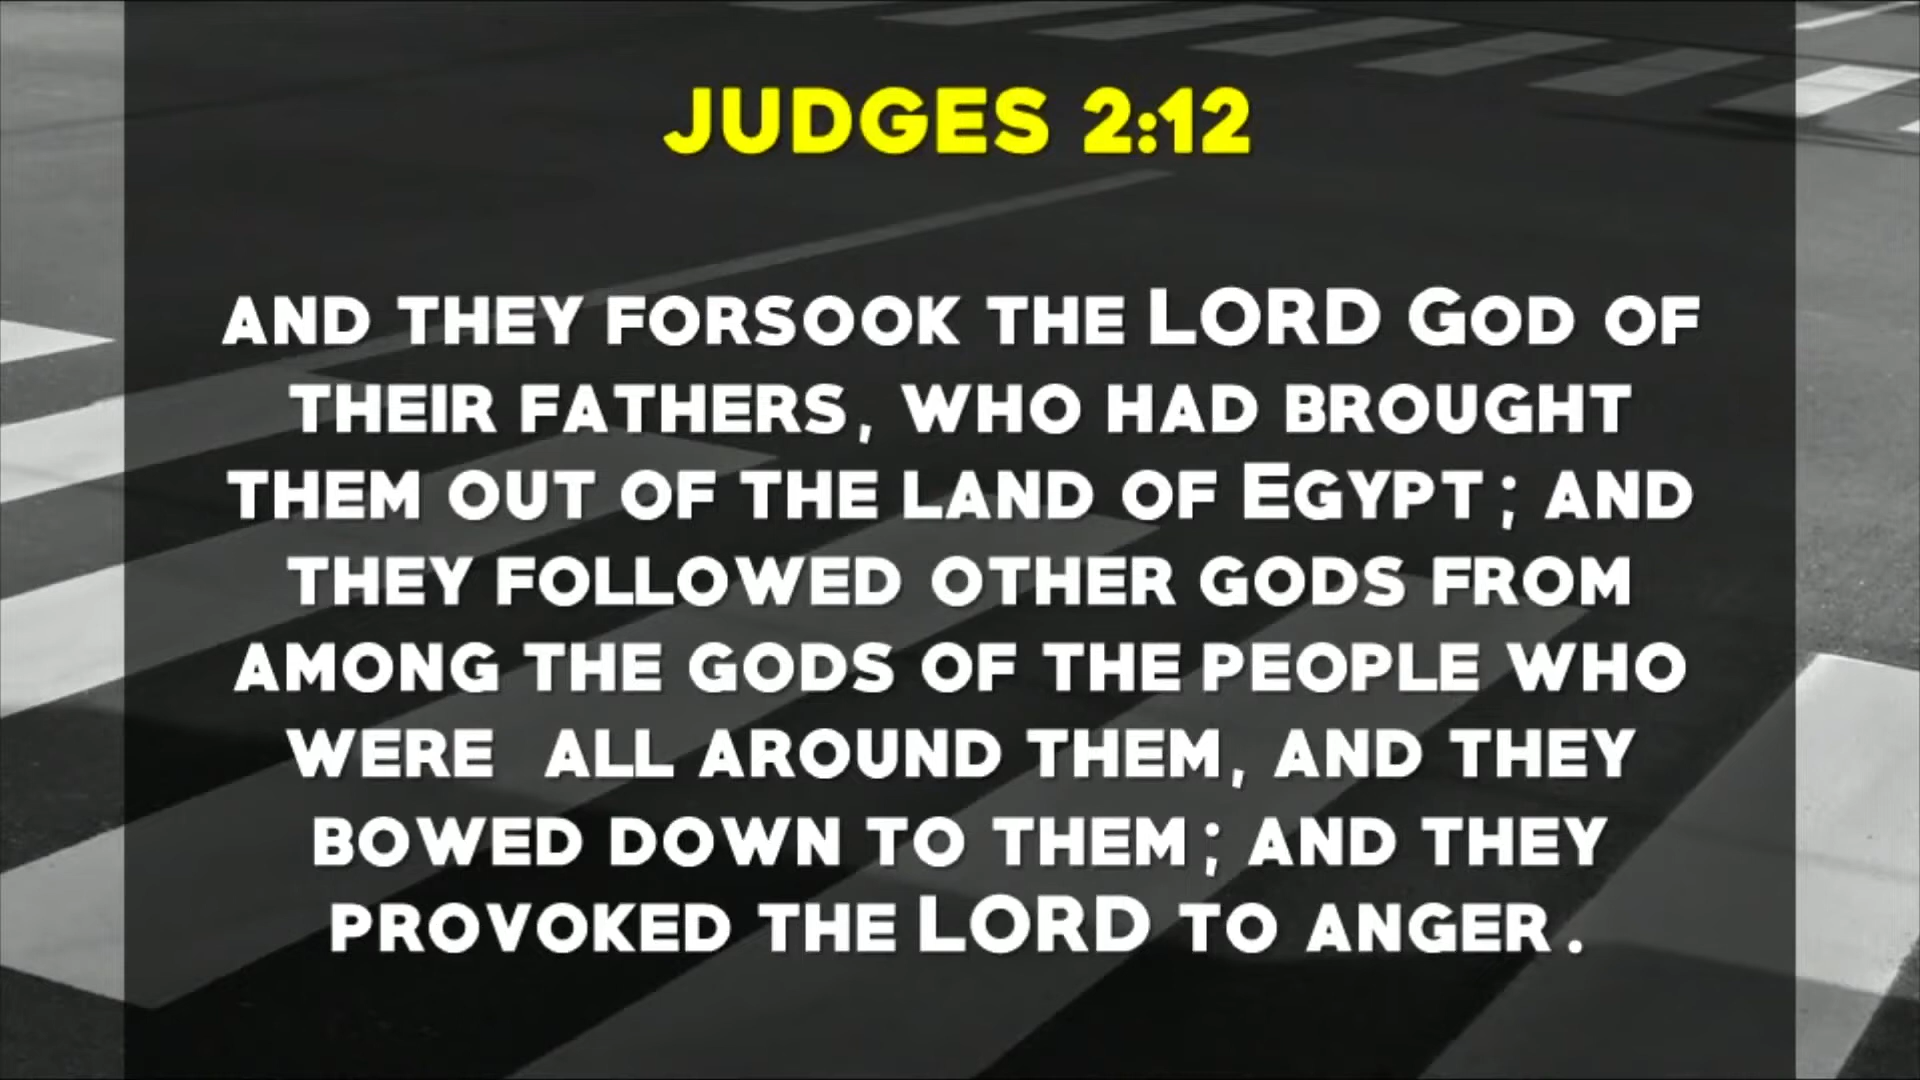 JUDGES 2:12
AND THEY FORSOOK THE LORD GOD OF
THEIR FATHERS, WHO HAD BROUGHT
THEM OUT OF THE LAND OF EGYPT; AND
THEY FOLLOWED OTHER GODS FROM
AMONG THE GODS OF THE PEOPLE WHO
WERE ALL AROUND THEM, AND THEY
BOWED DOWN TO THEM; AND THEY
PROVOKED THE LORD TO ANGER.